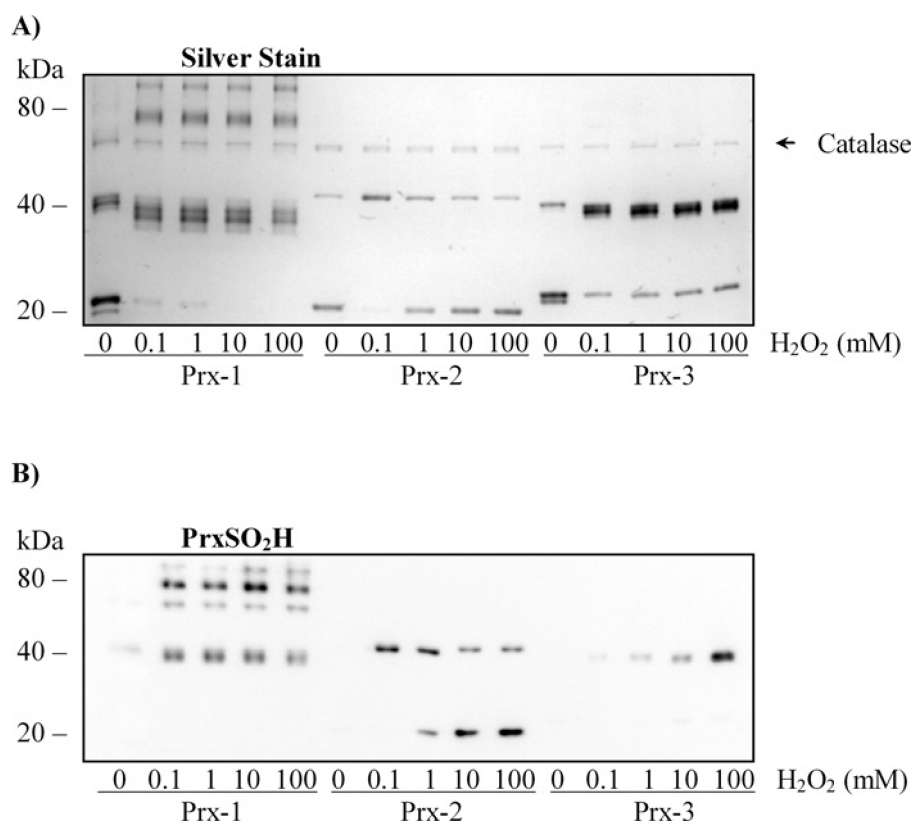 A)
Silver Stain
kDa
80 –
Catalase
40 –
20 –
0 0.1 1 10 100 0 0.1 1 10 100 0 0.1 1 10 100 H₂O₂ (mM)
Prx-1 Prx-2 Prx-3
B)
kDa PrxSO₂H
80 –
40 –
20 –
0 0.1 1 10 100 0 0.1 1 10 100 0 0.1 1 10 100 H₂O₂ (mM)
Prx-1 Prx-2 Prx-3